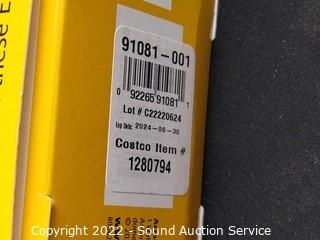 these E
91081-001
0 92265 91081 1
Lot # C22220624
Exp Date: 2024-06-30
Costco Item #
1280794
Copyright 2022 - Sound Auction Service